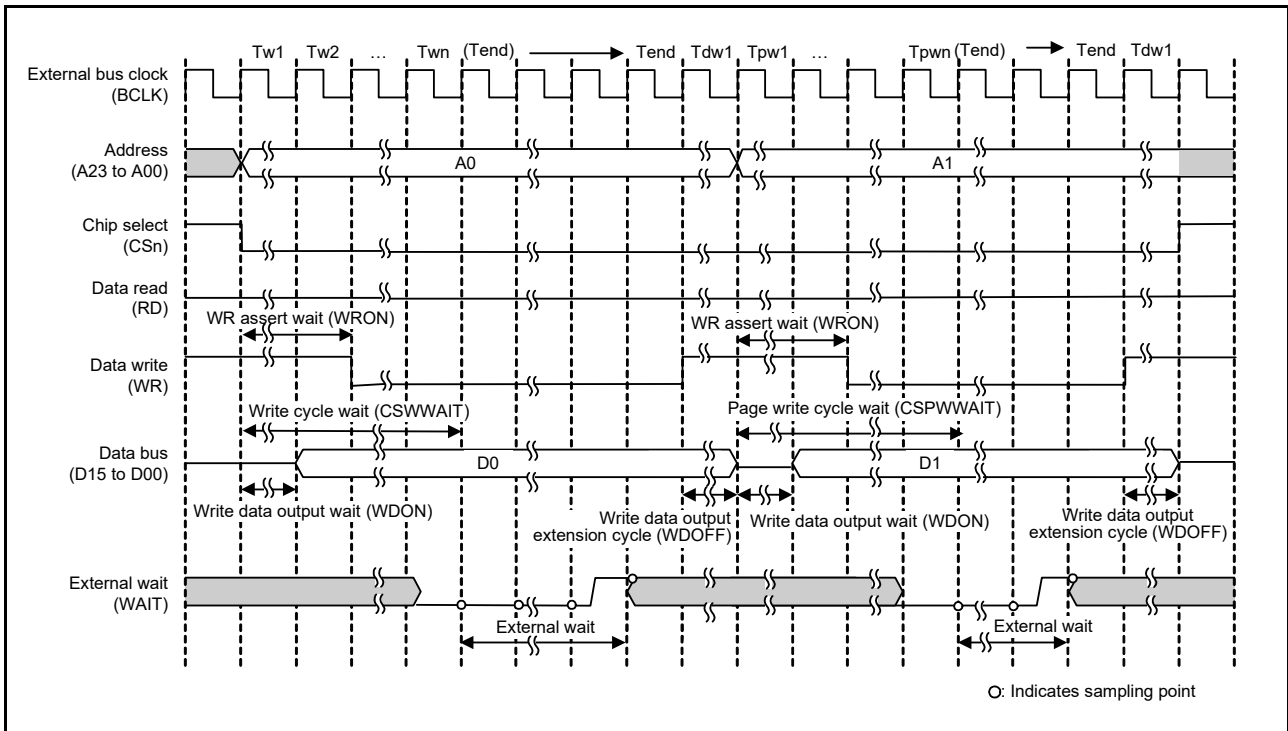 Tw1 Tw2 … Twn (Tend) Tend Tdw1 Tpw1 … Tpwn (Tend) Tend Tdw1
External bus clock
(BCLK)
Address
(A23 to A00)
A0 A1
Chip select
(CSn)
Data read
(RD)
WR assert wait (WRON) WR assert wait (WRON)
Data write
(WR)
Write cycle wait (CSWWAIT) Page write cycle wait (CSPWWAIT)
Data bus
(D15 to D00)
D0 D1
Write data output wait (WDON) Write data output
extension cycle (WDOFF) Write data output wait (WDON) Write data output
extension cycle (WDOFF)
External wait
(WAIT)
External wait External wait
O: Indicates sampling point